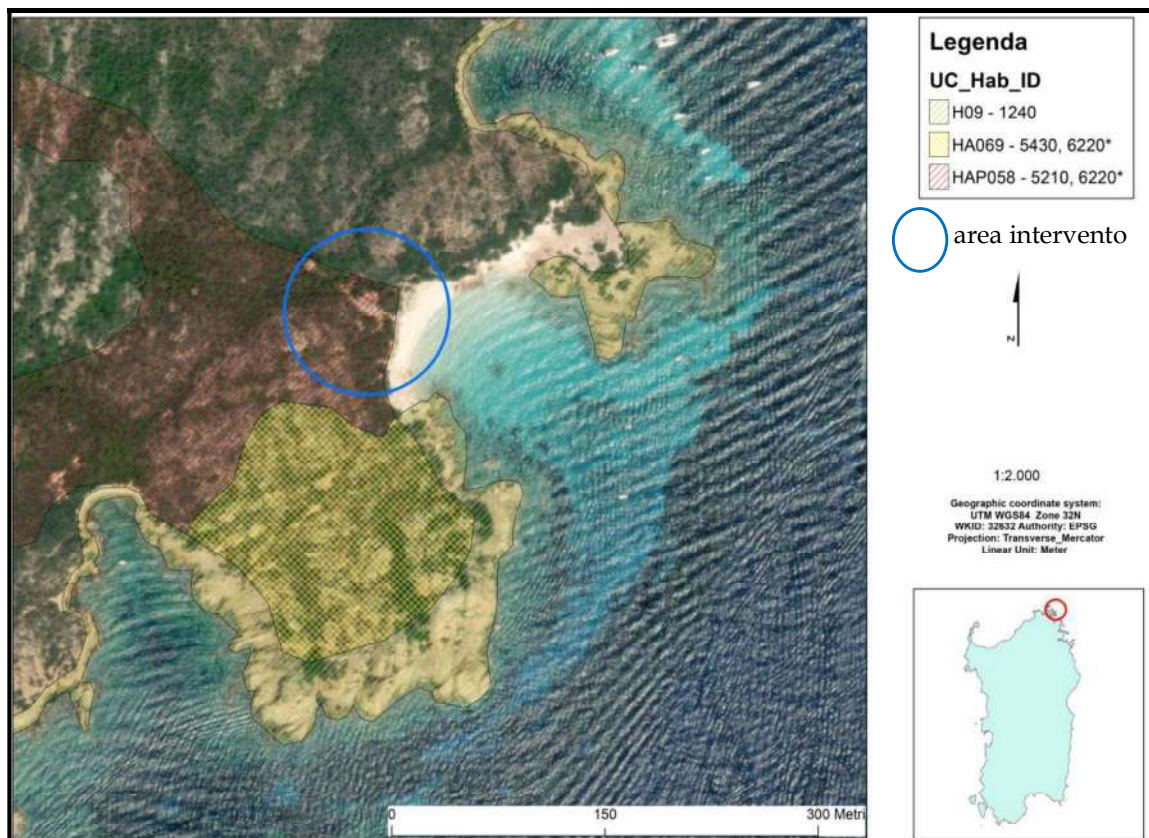 Legenda
UC_Hab_ID
H09 - 1240
HA069 - 5430, 6220*
HAP058 - 5210, 6220*
area intervento
N
1:2.000
Geographic coordinate system:
UTM WGS84 Zone 32N
WKID: 32632 Authority: EPSG
Projection: Transverse_Mercator
Linear Unit: Meter
0 150 300 Metri